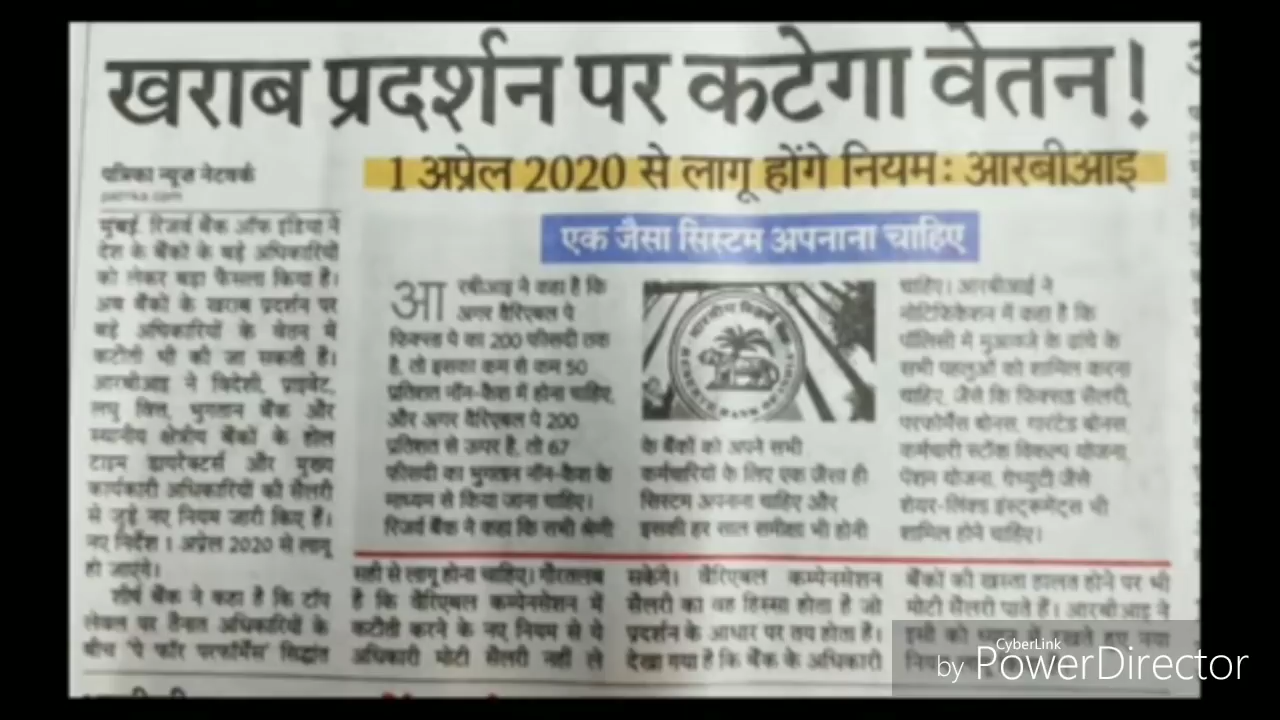 खराब प्रदर्शन पर कटेगा वेतन!
1 अप्रेल 2020 से लागू होंगे नियम: आरबीआइ
पत्रिका न्यूज नेटवर्क
patrika.com
मुंबई. रिजर्व बैंक ऑफ इंडिया ने
देश के बैंकों के बड़े अधिकारियों
को लेकर बड़ा फैसला किया है।
अब बैंकों के खराब प्रदर्शन पर
बड़े अधिकारियों के वेतन में
कटौती भी की जा सकती है।
आरबीआइ ने विदेशी, प्राइवेट,
लघु वित्त, भुगतान बैंक और
स्थानीय क्षेत्रीय बैंकों के होल
टाइम डायरेक्टर्स और मुख्य
कार्यकारी अधिकारियों की सैलरी
से जुड़े नए नियम जारी किए हैं।
नए निर्देश 1 अप्रेल 2020 से लागू
हो जाएंगे।
शीर्ष बैंक ने कहा है कि टॉप
लेवल पर तैनात अधिकारियों के
बीच 'पे फॉर परफॉर्मेंस' सिद्धांत
एक जैसा सिस्टम अपनाना चाहिए
आरबीआइ ने कहा है कि
अगर वैरिएबल पे
फिक्स्ड पे का 200 फीसदी तक
है, तो इसका कम से कम 50
प्रतिशत नॉन-कैश में होना चाहिए,
और अगर वैरिएबल पे 200
प्रतिशत से ऊपर है, तो 67
फीसदी का भुगतान नॉन-कैश के
माध्यम से किया जाना चाहिए।
रिजर्व बैंक ने कहा कि सभी श्रेणी
के बैंकों को अपने सभी
कर्मचारियों के लिए एक जैसा ही
सिस्टम अपनाना चाहिए और
इसकी हर साल समीक्षा भी होनी
चाहिए। आरबीआई ने
नोटिफिकेशन में कहा है कि
पॉलिसी में मुआवजे के ढांचे के
सभी पहलुओं को शामिल करना
चाहिए, जैसे कि फिक्स्ड सैलरी,
परफॉर्मेंस बोनस, गारंटेड बोनस,
कर्मचारी स्टॉक विकल्प योजना,
पेंशन योजना, ग्रेच्युटी जैसे
शेयर-लिंक्ड इंस्ट्रूमेंट्स भी
शामिल होने चाहिए।
सही से लागू होना चाहिए। गौरतलब
है कि वैरिएबल कम्पेनसेशन में
कटौती करने के नए नियम से ये
अधिकारी मोटी सैलरी नहीं ले
सकेंगे। वैरिएबल कम्पेनसेशन
सैलरी का वह हिस्सा होता है जो
प्रदर्शन के आधार पर तय होता है।
देखा गया है कि बैंक के अधिकारी
बैंकों की खस्ता हालत होने पर भी
मोटी सैलरी पाते हैं। आरबीआइ ने
इसी को ध्यान में रखते हुए नया
CyberLink
by PowerDirector